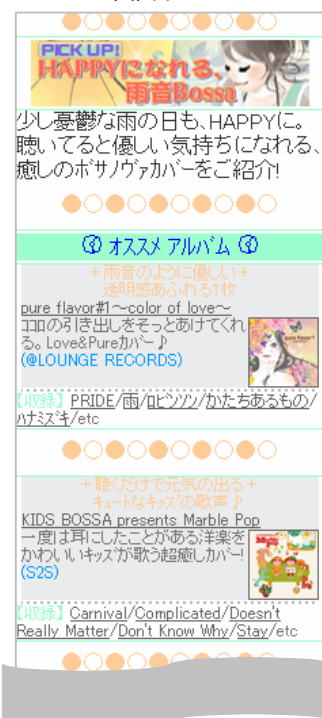 PICK UP!
HAPPYになれる、
雨音Bossa
少し憂鬱な雨の日も、HAPPYに。
聴いてると優しい気持ちになれる、
癒しのﾎﾞｻﾉｳﾞｧｶﾊﾞｰをご紹介!
ｵｽｽﾒ ｱﾙﾊﾞﾑ
+雨音のように優しい+
透明感あふれる1枚
pure flavor#1～color of love～
ｺｺﾛの引き出しをそっとあけてくれ
る。Love&Pureｶﾊﾞｰ♪
(@LOUNGE RECORDS)
【収録】PRIDE/雨/ﾛﾋﾞﾝｿﾝ/かたちあるもの/
ﾊﾅﾐｽﾞｷ/etc
+聴くだけで元気の出る+
ｷｭｰﾄなｷｯｽﾞの歌声♪
KIDS BOSSA presents Marble Pop
一度は耳にしたことがある洋楽を
かわいいｷｯｽﾞが歌う超癒しｶﾊﾞｰ!
(S2S)
【収録】Carnival/Complicated/Doesn't
Really Matter/Don't Know Why/Stay/etc